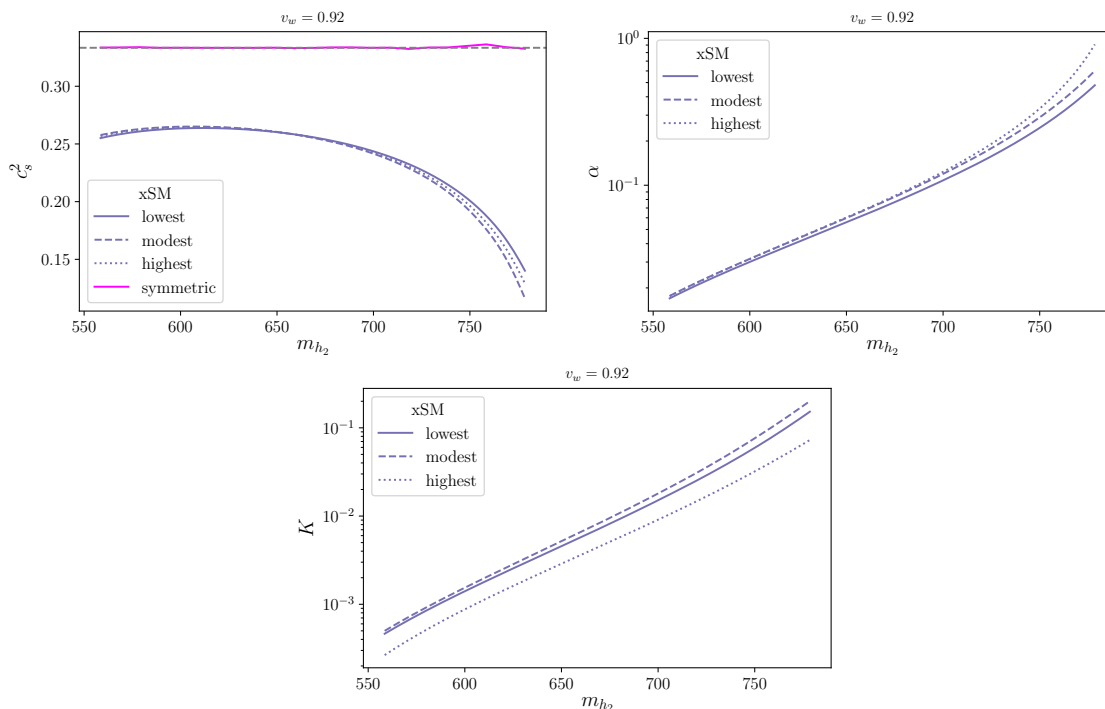 v_w = 0.92
c_s^2
0.30
0.25
0.20
0.15
xSM
lowest
modest
highest
symmetric
550 600 650 700 750
m_{h_2}
v_w = 0.92
α
10^0
10^{-1}
xSM
lowest
modest
highest
550 600 650 700 750
m_{h_2}
v_w = 0.92
K
10^{-1}
10^{-2}
10^{-3}
xSM
lowest
modest
highest
550 600 650 700 750
m_{h_2}